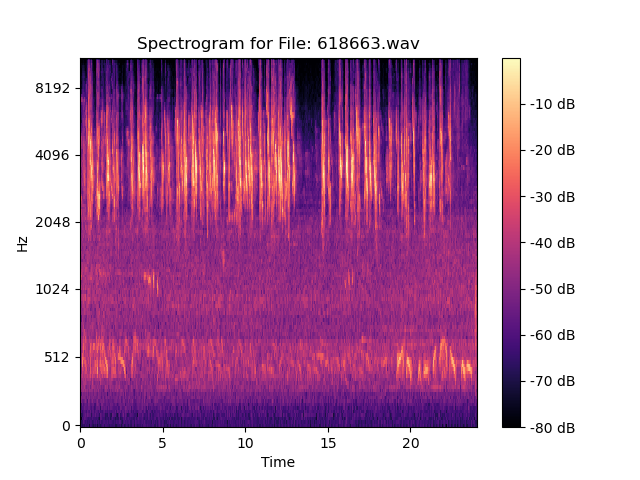 Spectrogram for File: 618663.wav
8192
4096
2048
1024
512
0
Hz
0 5 10 15 20
Time
-10 dB
-20 dB
-30 dB
-40 dB
-50 dB
-60 dB
-70 dB
-80 dB